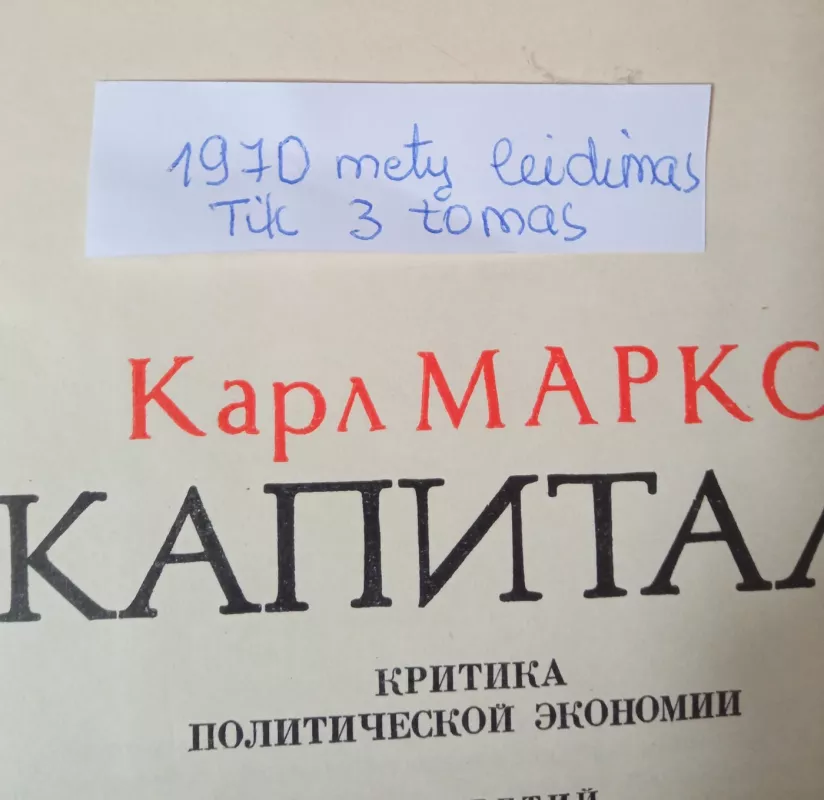 1970 metų leidimas
Tik 3 tomas
Карл МАРКС
КАПИТАЛ
КРИТИКА
ПОЛИТИЧЕСКОЙ ЭКОНОМИИ